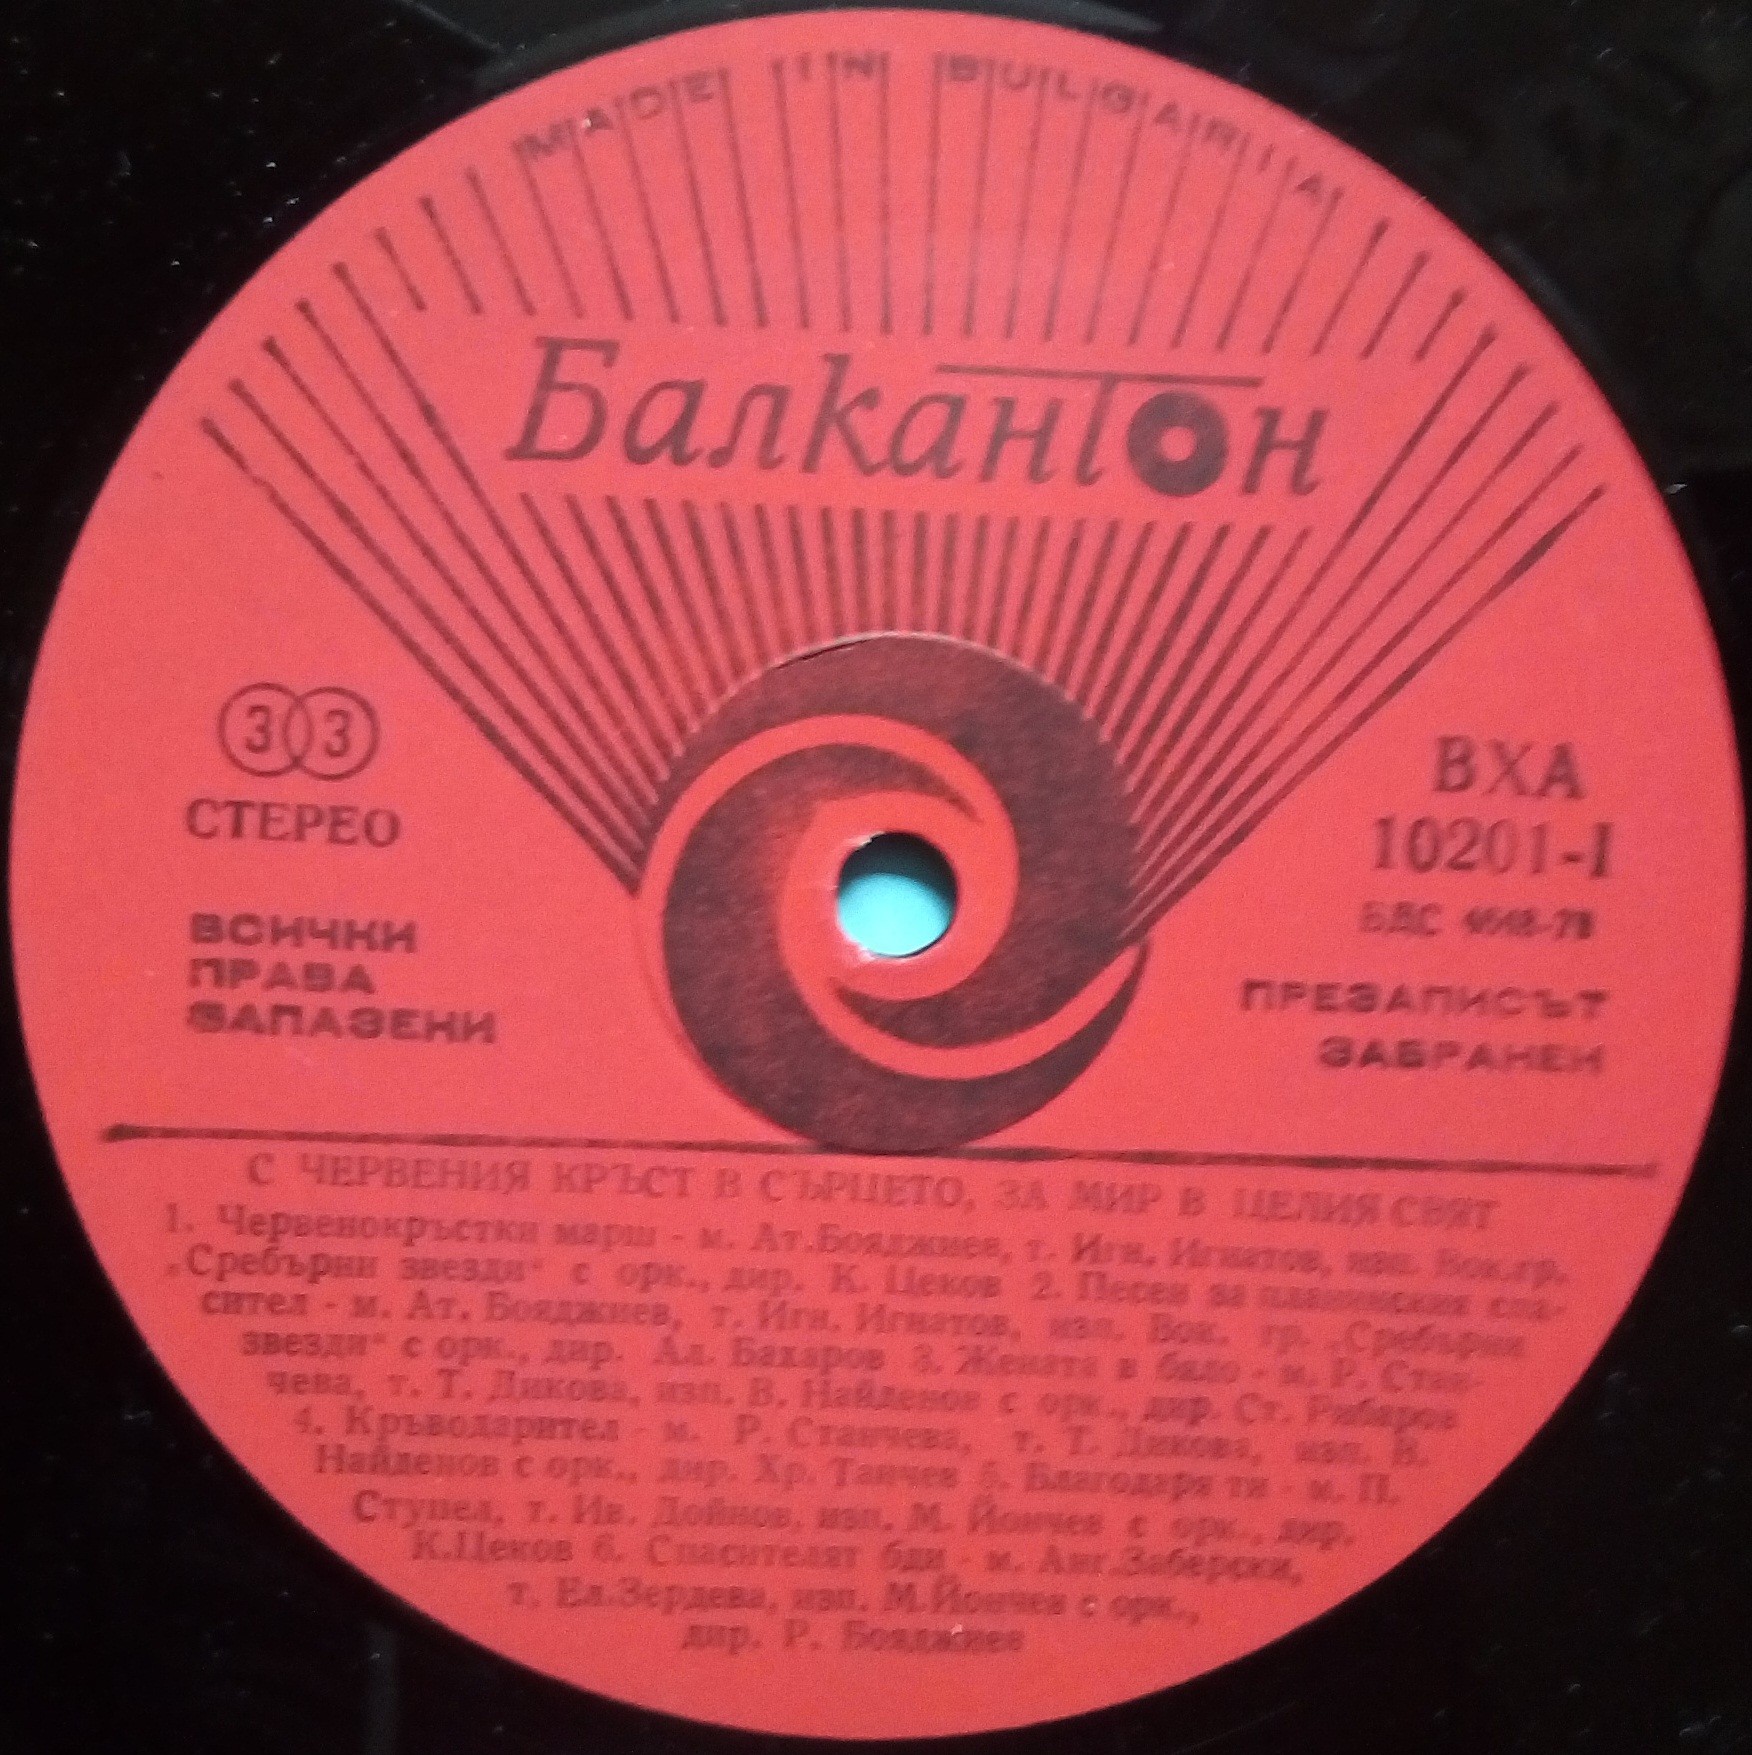 MADE IN BULGARIA
Балкантон
33
СТЕРЕО
ВСИЧКИ
ПРАВА
ЗАПАЗЕНИ
ВХА
10201-I
БДС
ПРЕЗАПИСЪТ
ЗАБРАНЕН
С ЧЕРВЕНИЯ КРЪСТ В СЪРЦЕТО, ЗА МИР В ЦЕЛИЯ СВЯТ
1. Червенокръстки марш - м. Ат.Бояджиев, т. Игн. Игнатов, изп. Вок.гр.
„Сребърни звезди“ с орк., дир. К. Цеков 2. Песен за планинския спа-
сител - м. Ат. Бояджиев, т. Игн. Игнатов, изп. Вок. гр. „Сребърни
звезди“ с орк., дир. Ал. Бахаров 3. Жената в бяло - м. Р. Стан-
чева, т. Т. Дикова, изп. В. Найденов с орк., дир. Ст. Рибаров
4. Кръводарител - м. Р. Станчева, т. Т. Дикова, изп. В.
Найденов с орк., дир. Хр. Танчев 5. Благодаря ти - м. П.
Ступел, т. Ив. Дойнов, изп. М. Йончев с орк., дир.
К.Цеков 6. Спасителят бди - м. Анг.Заберски,
т. Ел.Зердева, изп. М.Йончев с орк.,
дир. Р. Бояджиев